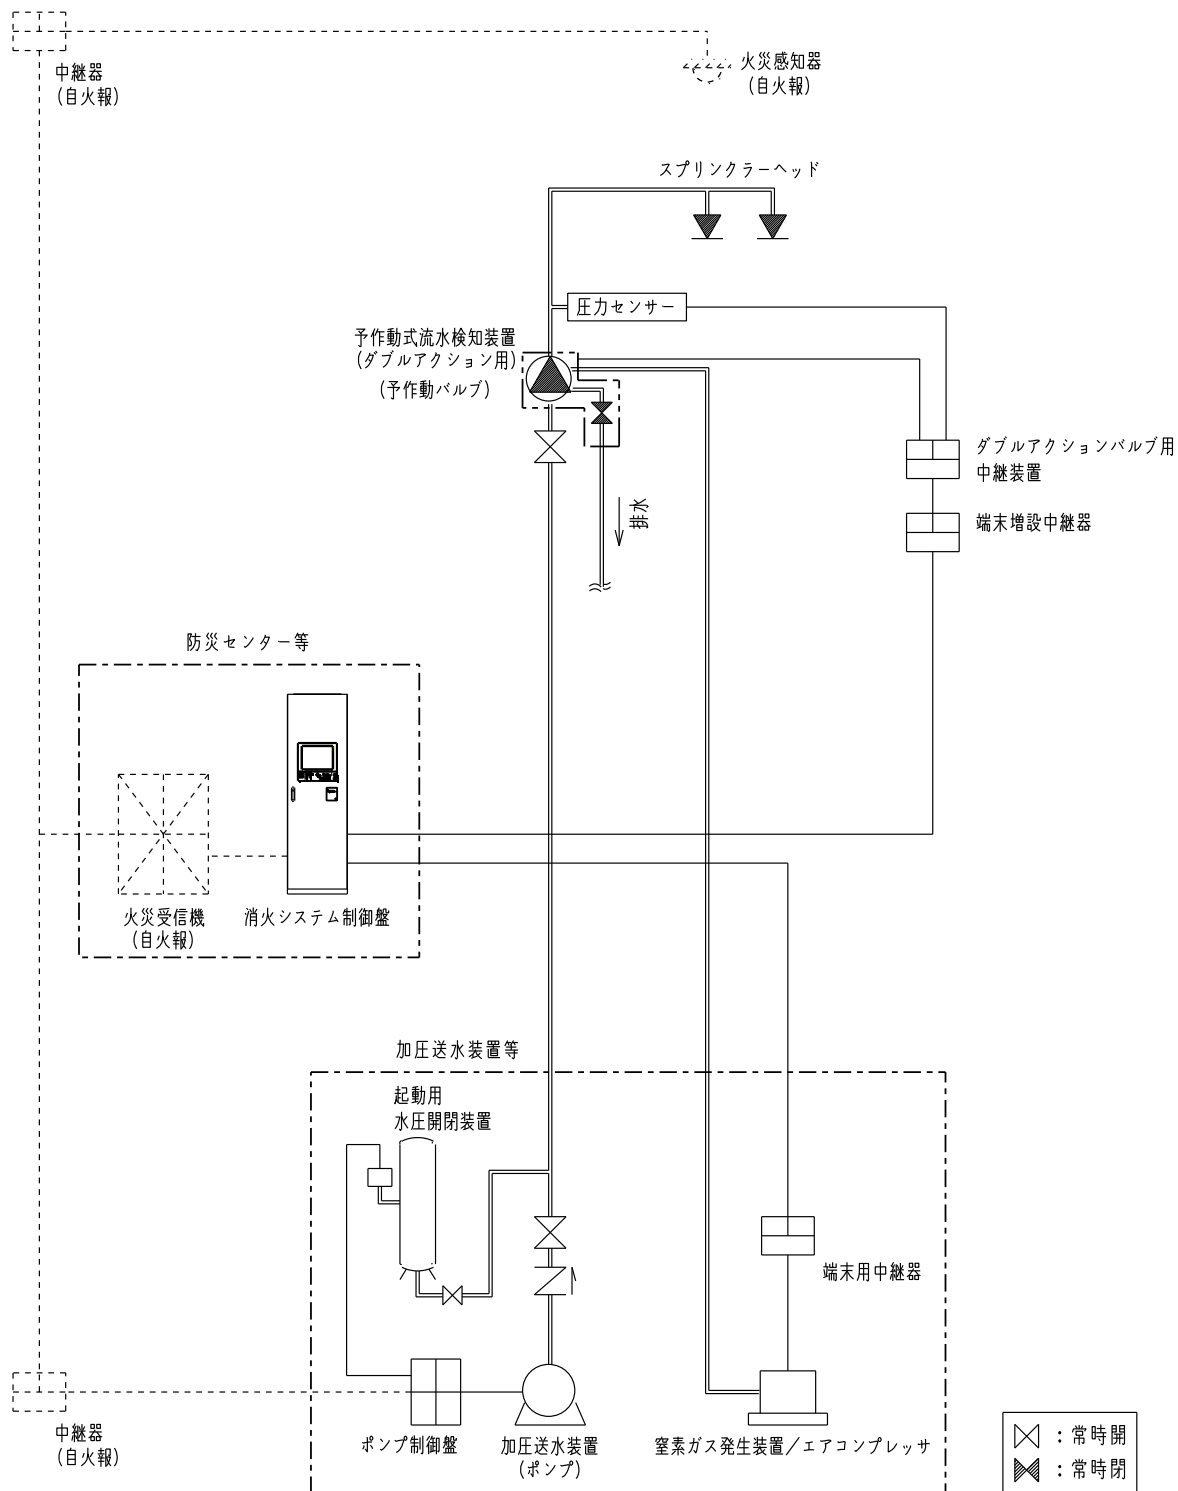 中継器
(自火報)
火災感知器
(自火報)
スプリンクラーヘッド
圧力センサー
予作動式流水検知装置
(ダブルアクション用)
(予作動バルブ)
ダブルアクションバルブ用
中継装置
排水
端末増設中継器
防災センター等
火災受信機
(自火報)
消火システム制御盤
加圧送水装置等
起動用
水圧開閉装置
端末用中継器
中継器
(自火報)
ポンプ制御盤
加圧送水装置
(ポンプ)
窒素ガス発生装置/エアコンプレッサ
:常時開
:常時閉